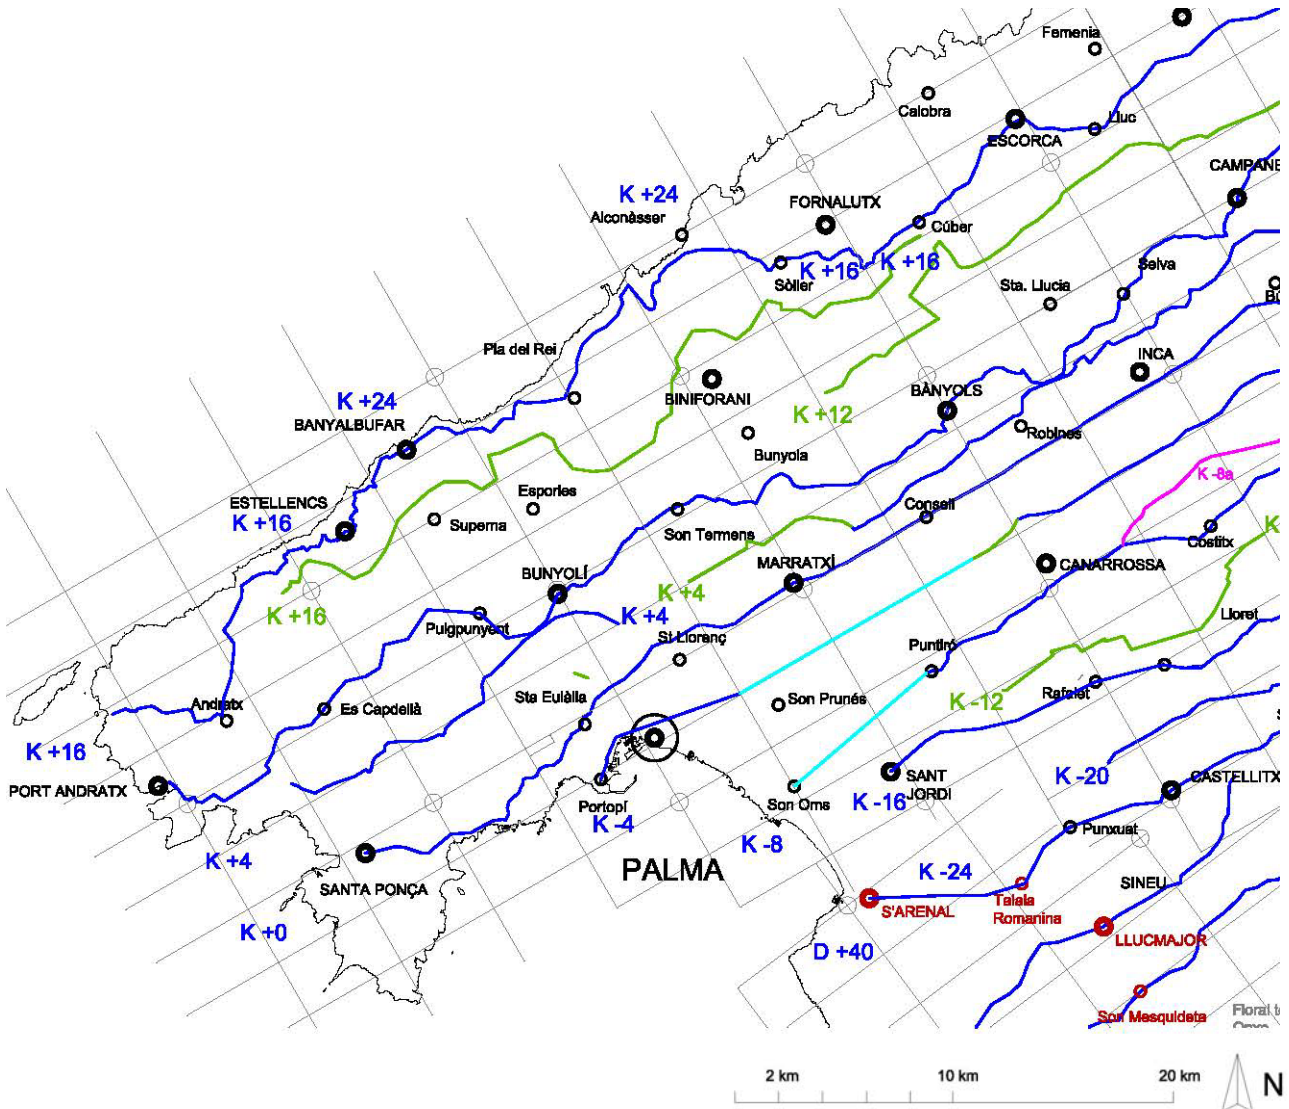 Femenia
Calobra
Lluc
ESCORCA
CAMPANE
K +24
Alconàsser
FORNALUTX
Cúber
K +16
K +16
Sòller
Selva
Sta. Llucia
Pla del Rei
INCA
BINIFORANI
K +24
BANYALBUFAR
K +12
BÀNYOLS
Robines
Bunyola
K -8a
ESTELLENCS
K +16
Esporles
Superna
Consell
Son Termens
Costitx
K
BUNYOLÍ
MARRATXÍ
CANARROSSA
K +4
K +16
K +4
Puigpunyent
St Llorenç
Puntiró
Lloret
Sta Eulàlia
Son Prunés
K -12
Rafalet
Andratx
Es Capdellà
K +16
PORT ANDRATX
K -20
SANT
JORDI
K -16
CASTELLITX
Portopí
Son Oms
K -4
Punxuat
K -8
K +4
PALMA
K -24
SANTA PONÇA
SINEU
S'ARENAL
Talaia
Romanina
K +0
D +40
LLUCMAJOR
Son Mesquideta
Floral
2 km
10 km
20 km
N